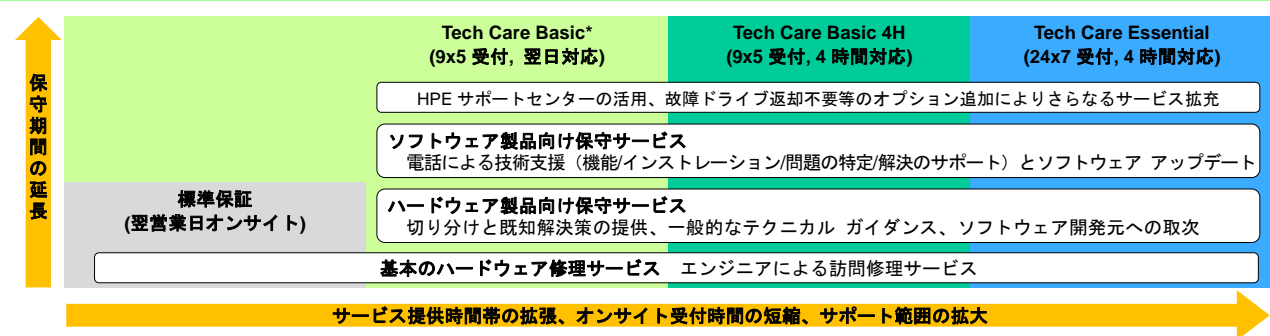 Tech Care Basic*
(9x5 受付, 翌日対応)
Tech Care Basic 4H
(9x5 受付, 4 時間対応)
Tech Care Essential
(24x7 受付, 4 時間対応)
保守期間の延長
HPE サポートセンターの活用、故障ドライブ返却不要等のオプション追加によりさらなるサービス拡充
ソフトウェア製品向け保守サービス
電話による技術支援（機能/インストレーション/問題の特定/解決のサポート）とソフトウェア アップデート
標準保証
(翌営業日オンサイト)
ハードウェア製品向け保守サービス
切り分けと既知解決策の提供、一般的なテクニカル ガイダンス、ソフトウェア開発元への取次
基本のハードウェア修理サービス エンジニアによる訪問修理サービス
サービス提供時間帯の拡張、オンサイト受付時間の短縮、サポート範囲の拡大